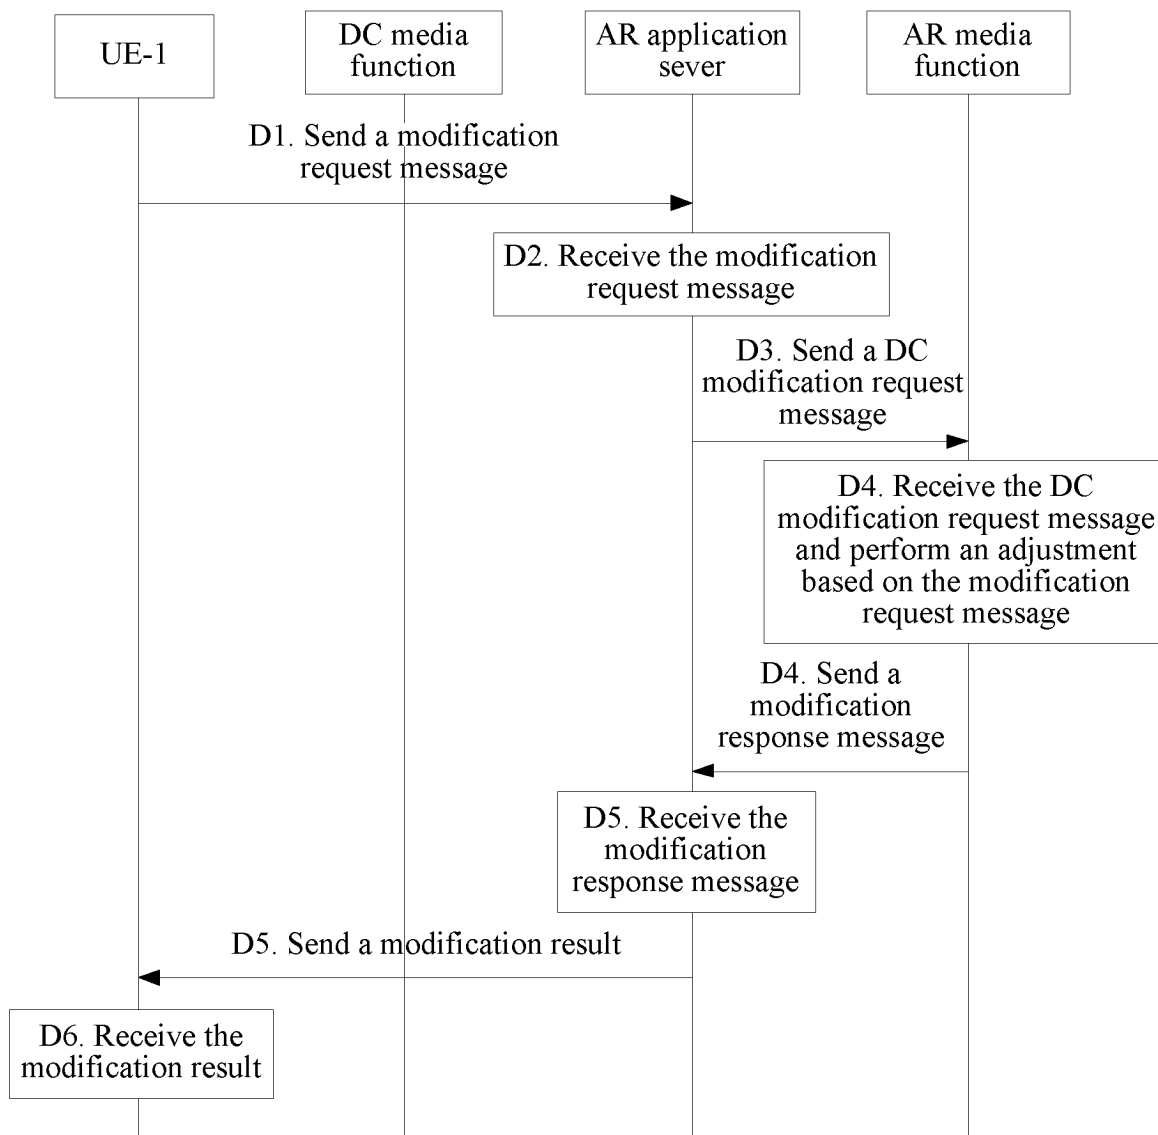 UE-1
DC media
function
AR application
sever
AR media
function
D1. Send a modification
request message
D2. Receive the modification
request message
D3. Send a DC
modification request
message
D4. Receive the DC
modification request message
and perform an adjustment
based on the modification
request message
D4. Send a
modification
response message
D5. Receive the
modification
response message
D5. Send a modification result
D6. Receive the
modification result